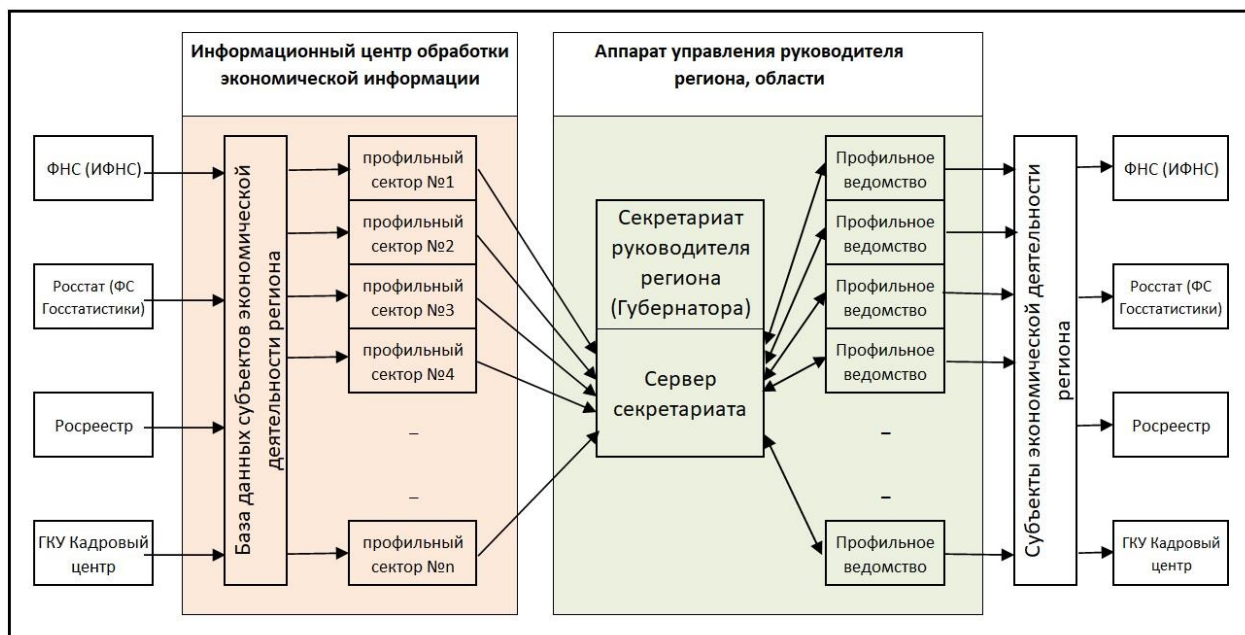 Информационный центр обработки
экономической информации
Аппарат управления руководителя
региона, области
ФНС (ИФНС)
Росстат (ФС
Госстатистики)
Росреестр
ГКУ Кадровый
центр
База данных субъектов экономической
деятельности региона
профильный
сектор №1
профильный
сектор №2
профильный
сектор №3
профильный
сектор №4
–
–
профильный
сектор №n
Секретариат
руководителя
региона
(Губернатора)
Сервер
секретариата
Профильное
ведомство
Профильное
ведомство
Профильное
ведомство
Профильное
ведомство
–
–
Профильное
ведомство
Субъекты экономической деятельности
региона
ФНС (ИФНС)
Росстат (ФС
Госстатистики)
Росреестр
ГКУ Кадровый
центр